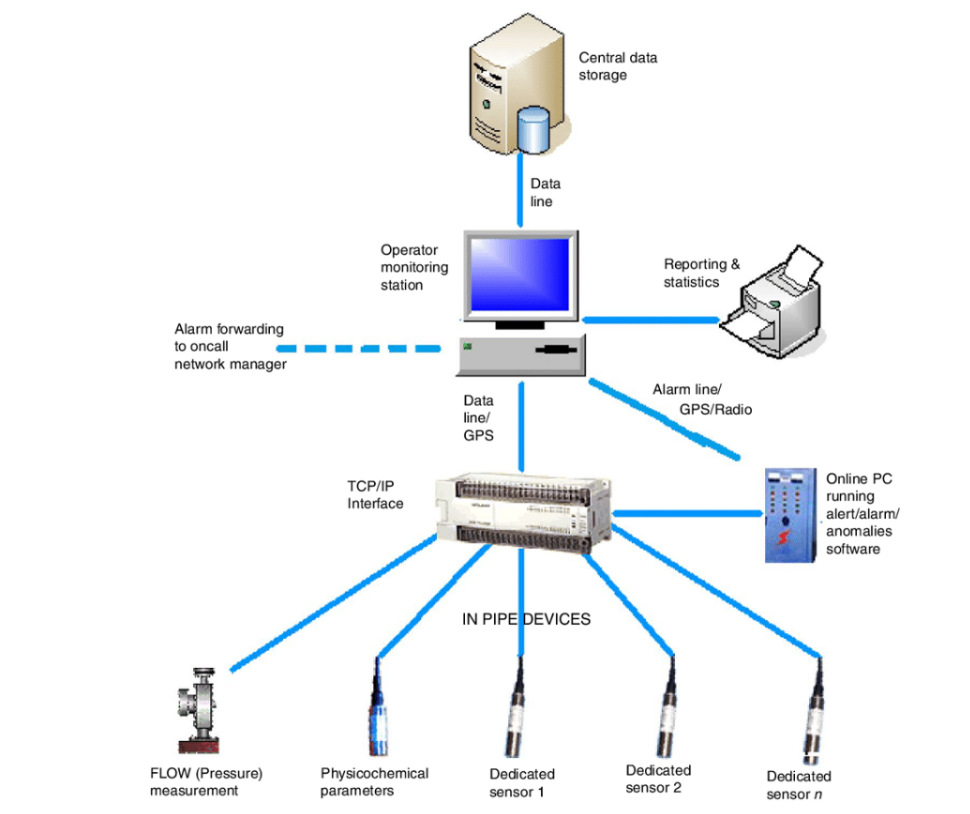 Central data
storage
Data
line
Operator
monitoring
station
Reporting &
statistics
Alarm forwarding
to oncall
network manager
Data
line/
GPS
Alarm line/
GPS/Radio
TCP/IP
Interface
Online PC
running
alert/alarm/
anomalies
software
IN PIPE DEVICES
FLOW (Pressure)
measurement
Physicochemical
parameters
Dedicated
sensor 1
Dedicated
sensor 2
Dedicated
sensor n